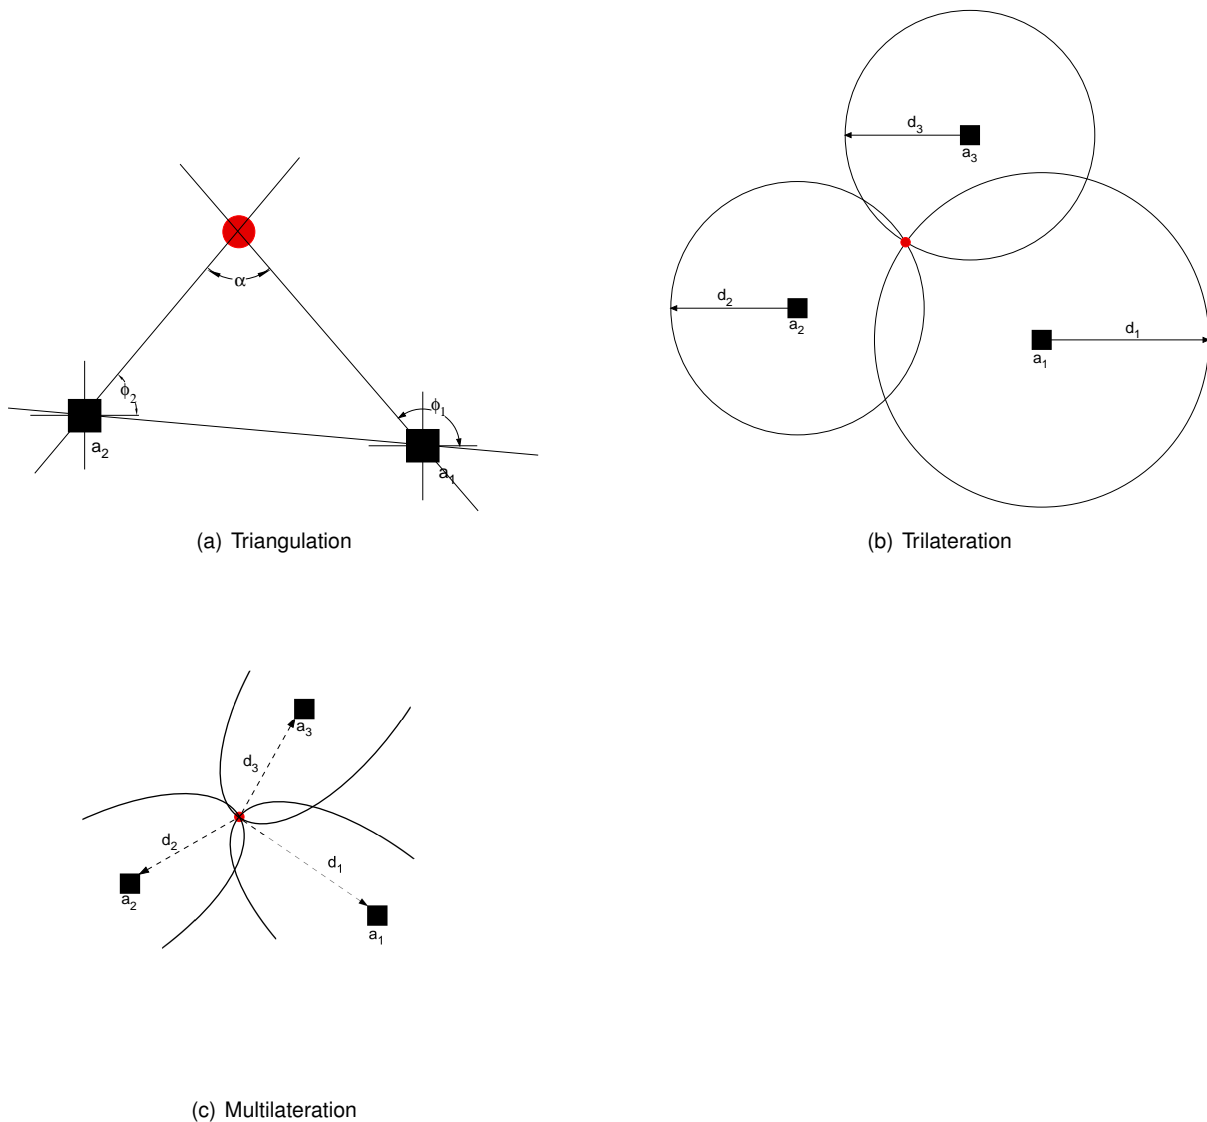 α
ϕ2
a2
ϕ1
a1
(a) Triangulation
d3
a3
d2
a2
d1
a1
(b) Trilateration
a3
d3
d2
d1
a2
a1
(c) Multilateration